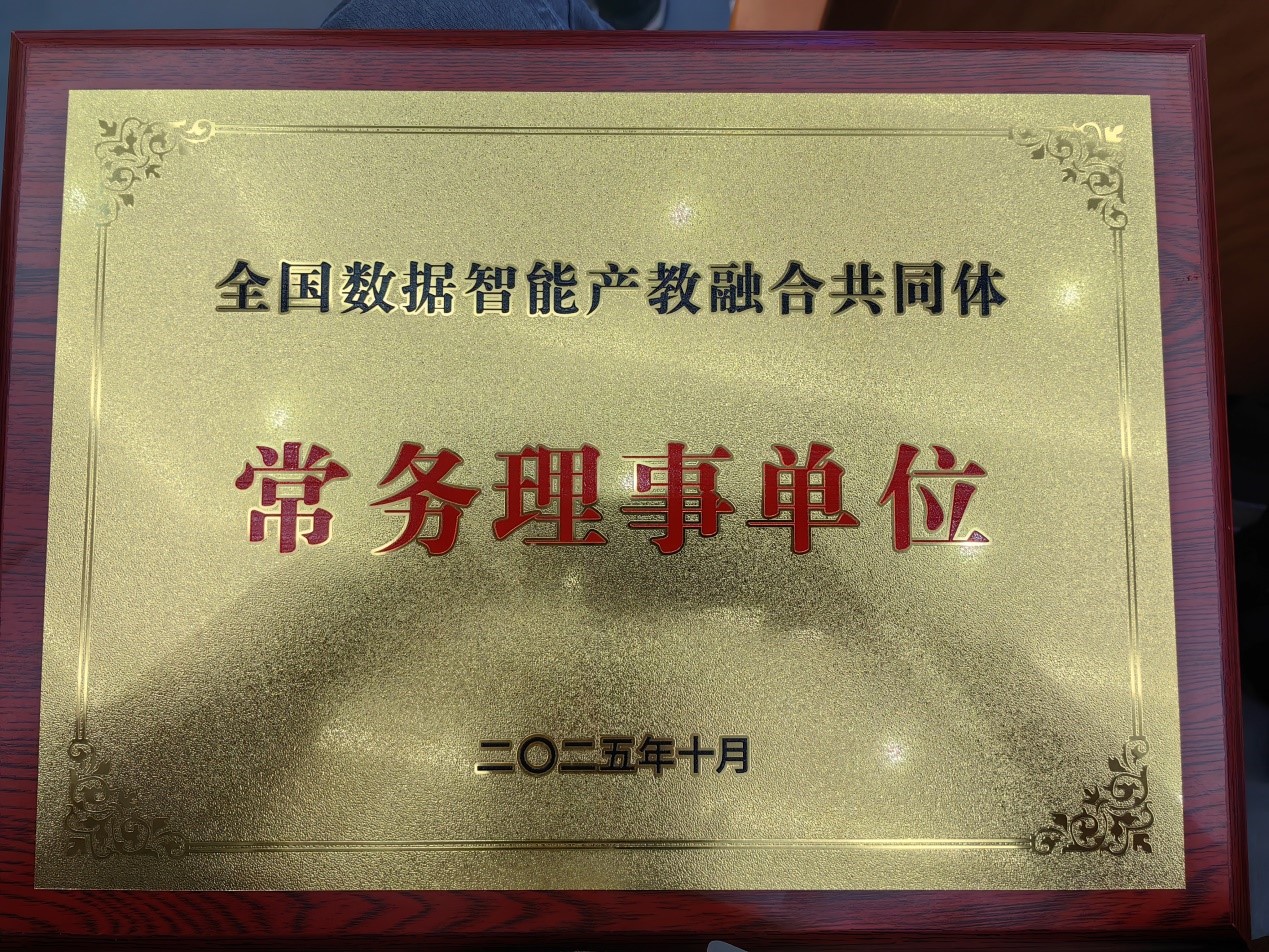 全国数据智能产教融合共同体
常务理事单位
二〇二五年十月